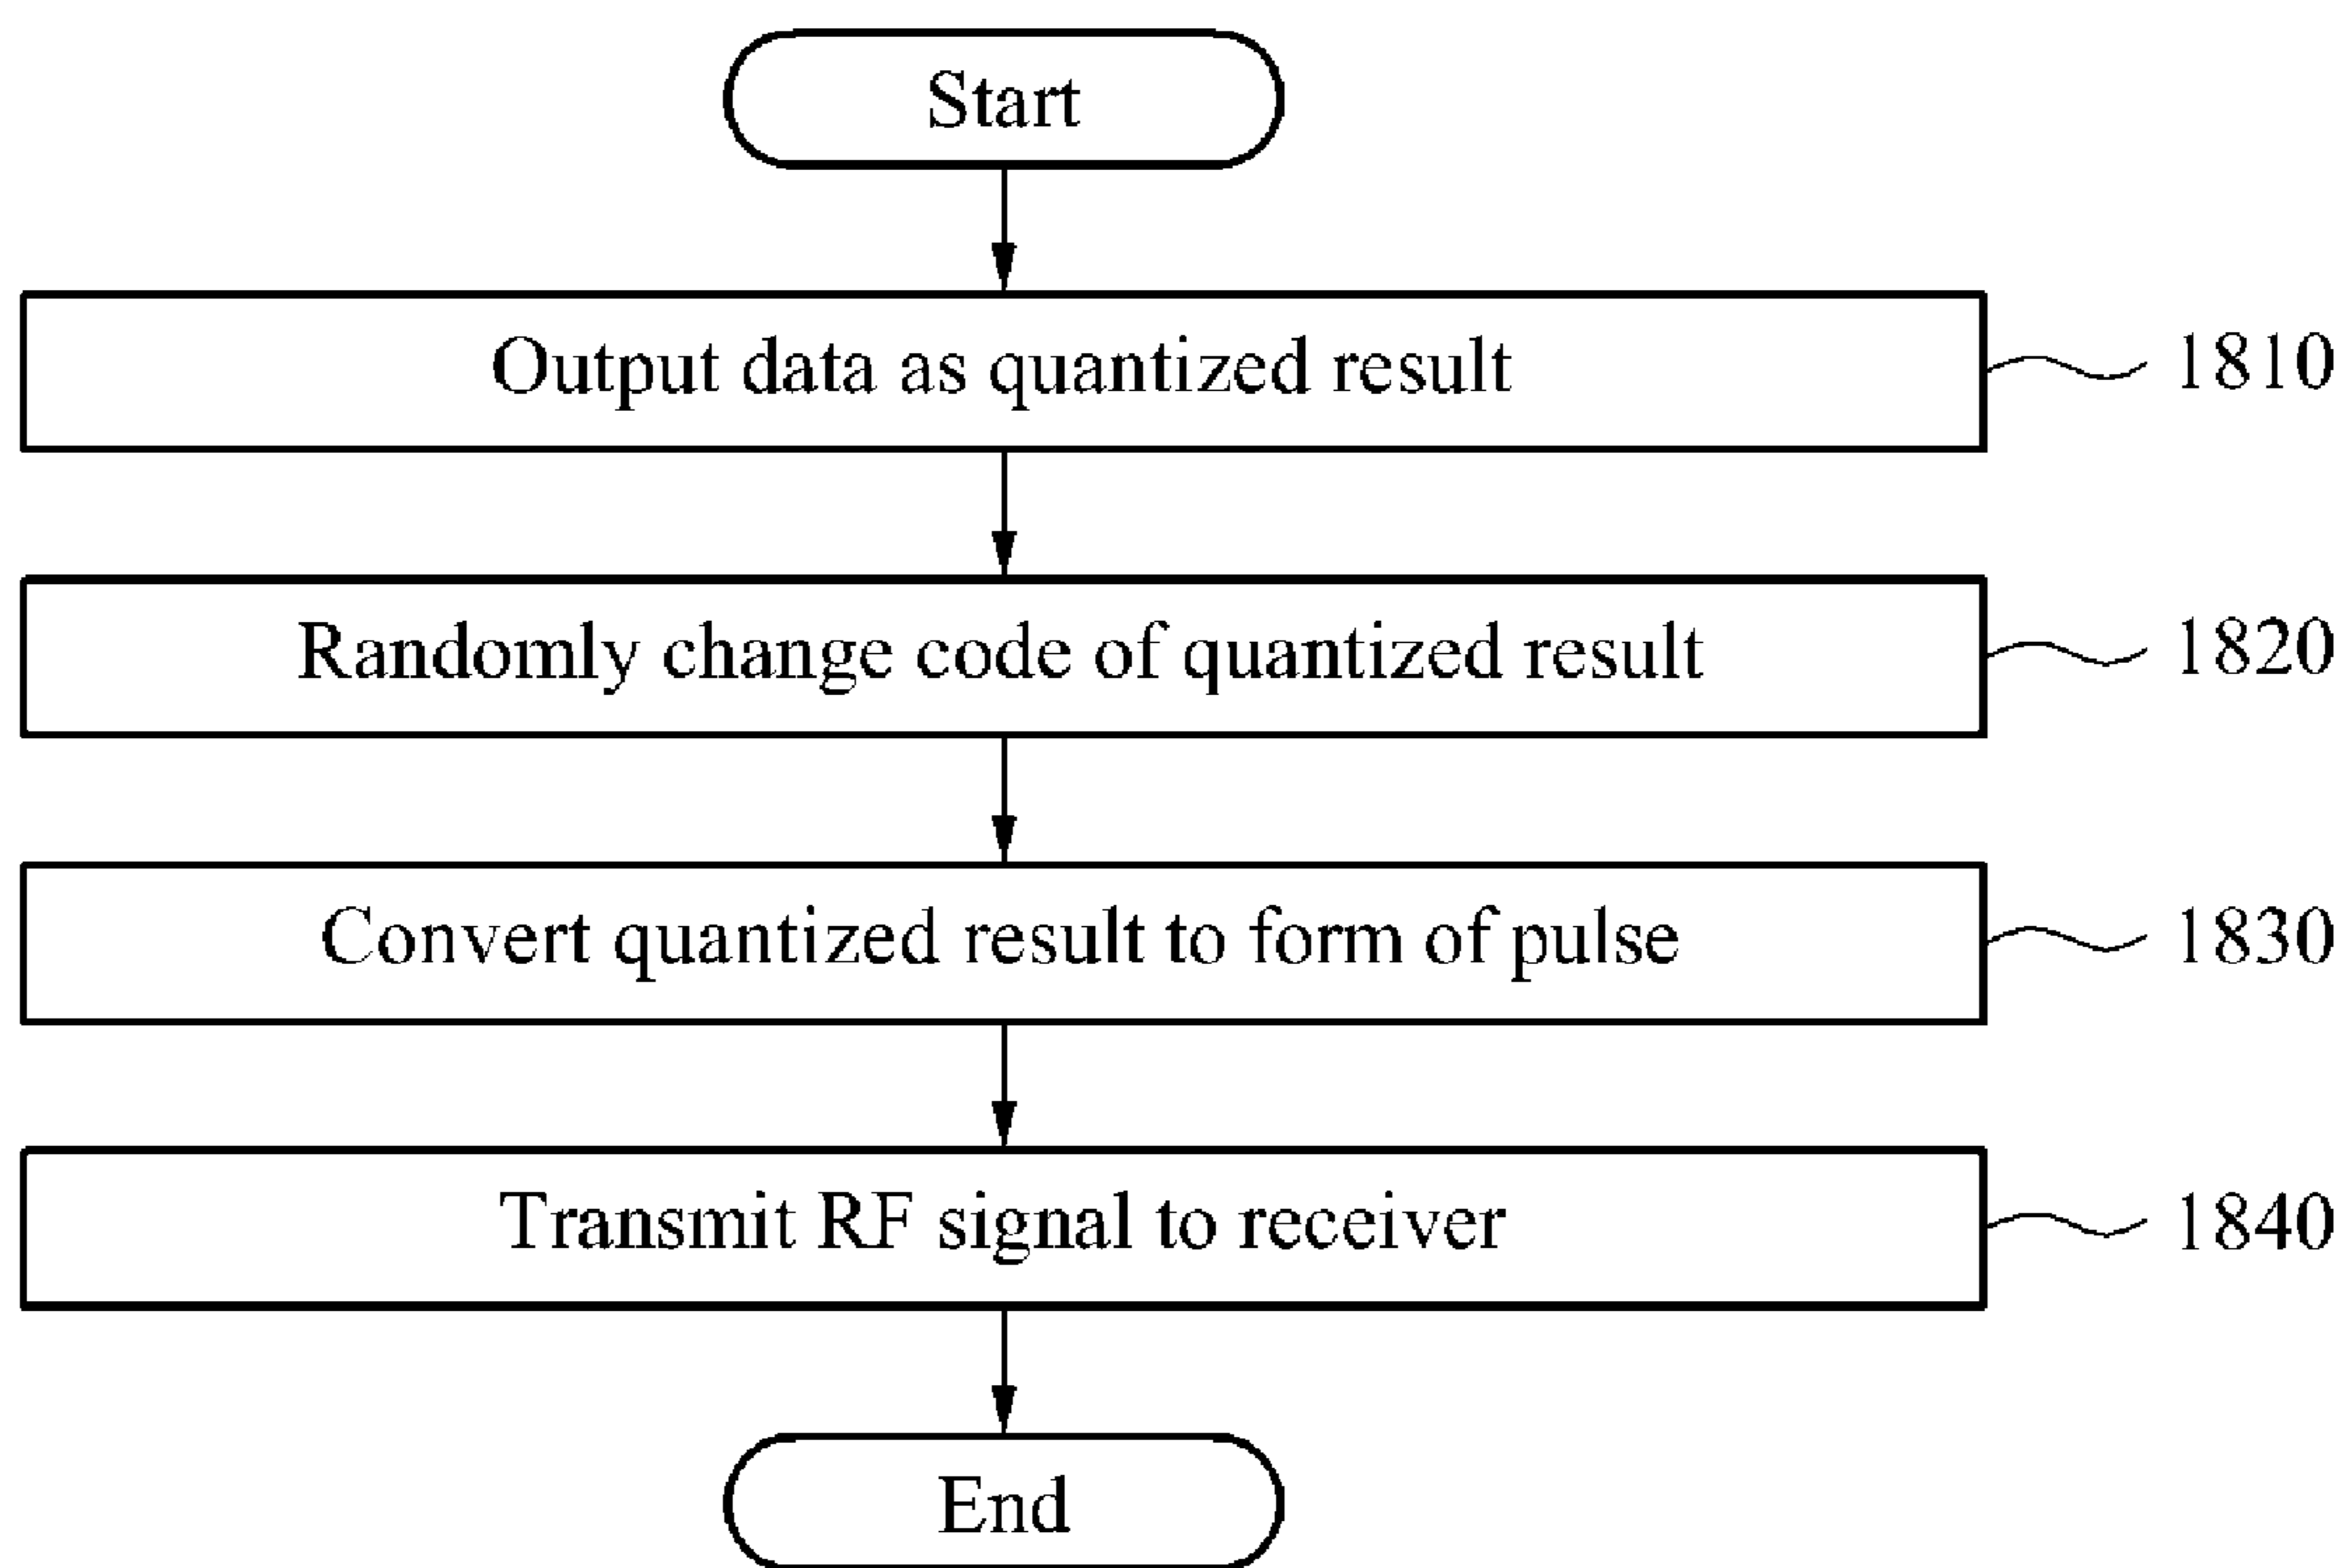 Start
Output data as quantized result
1810
Randomly change code of quantized result
1820
Convert quantized result to form of pulse
1830
Transmit RF signal to receiver
1840
End